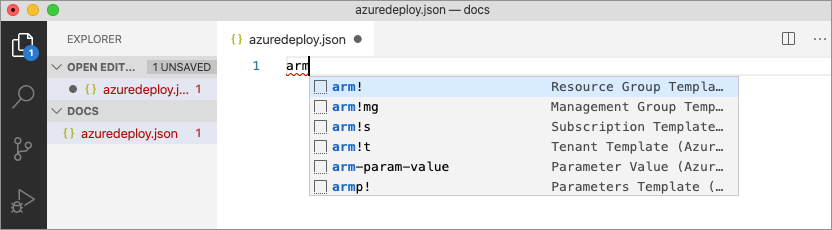 azuredeploy.json — docs
1
EXPLORER
OPEN EDIT... 1 UNSAVED
{} azuredeploy.j... 1
DOCS
{} azuredeploy.json 1
{} azuredeploy.json
1 arm
arm! Resource Group Templa…
arm!mg Management Group Temp…
arm!s Subscription Template…
arm!t Tenant Template (Azur…
arm-param-value Parameter Value (Azur…
armp! Parameters Template (…